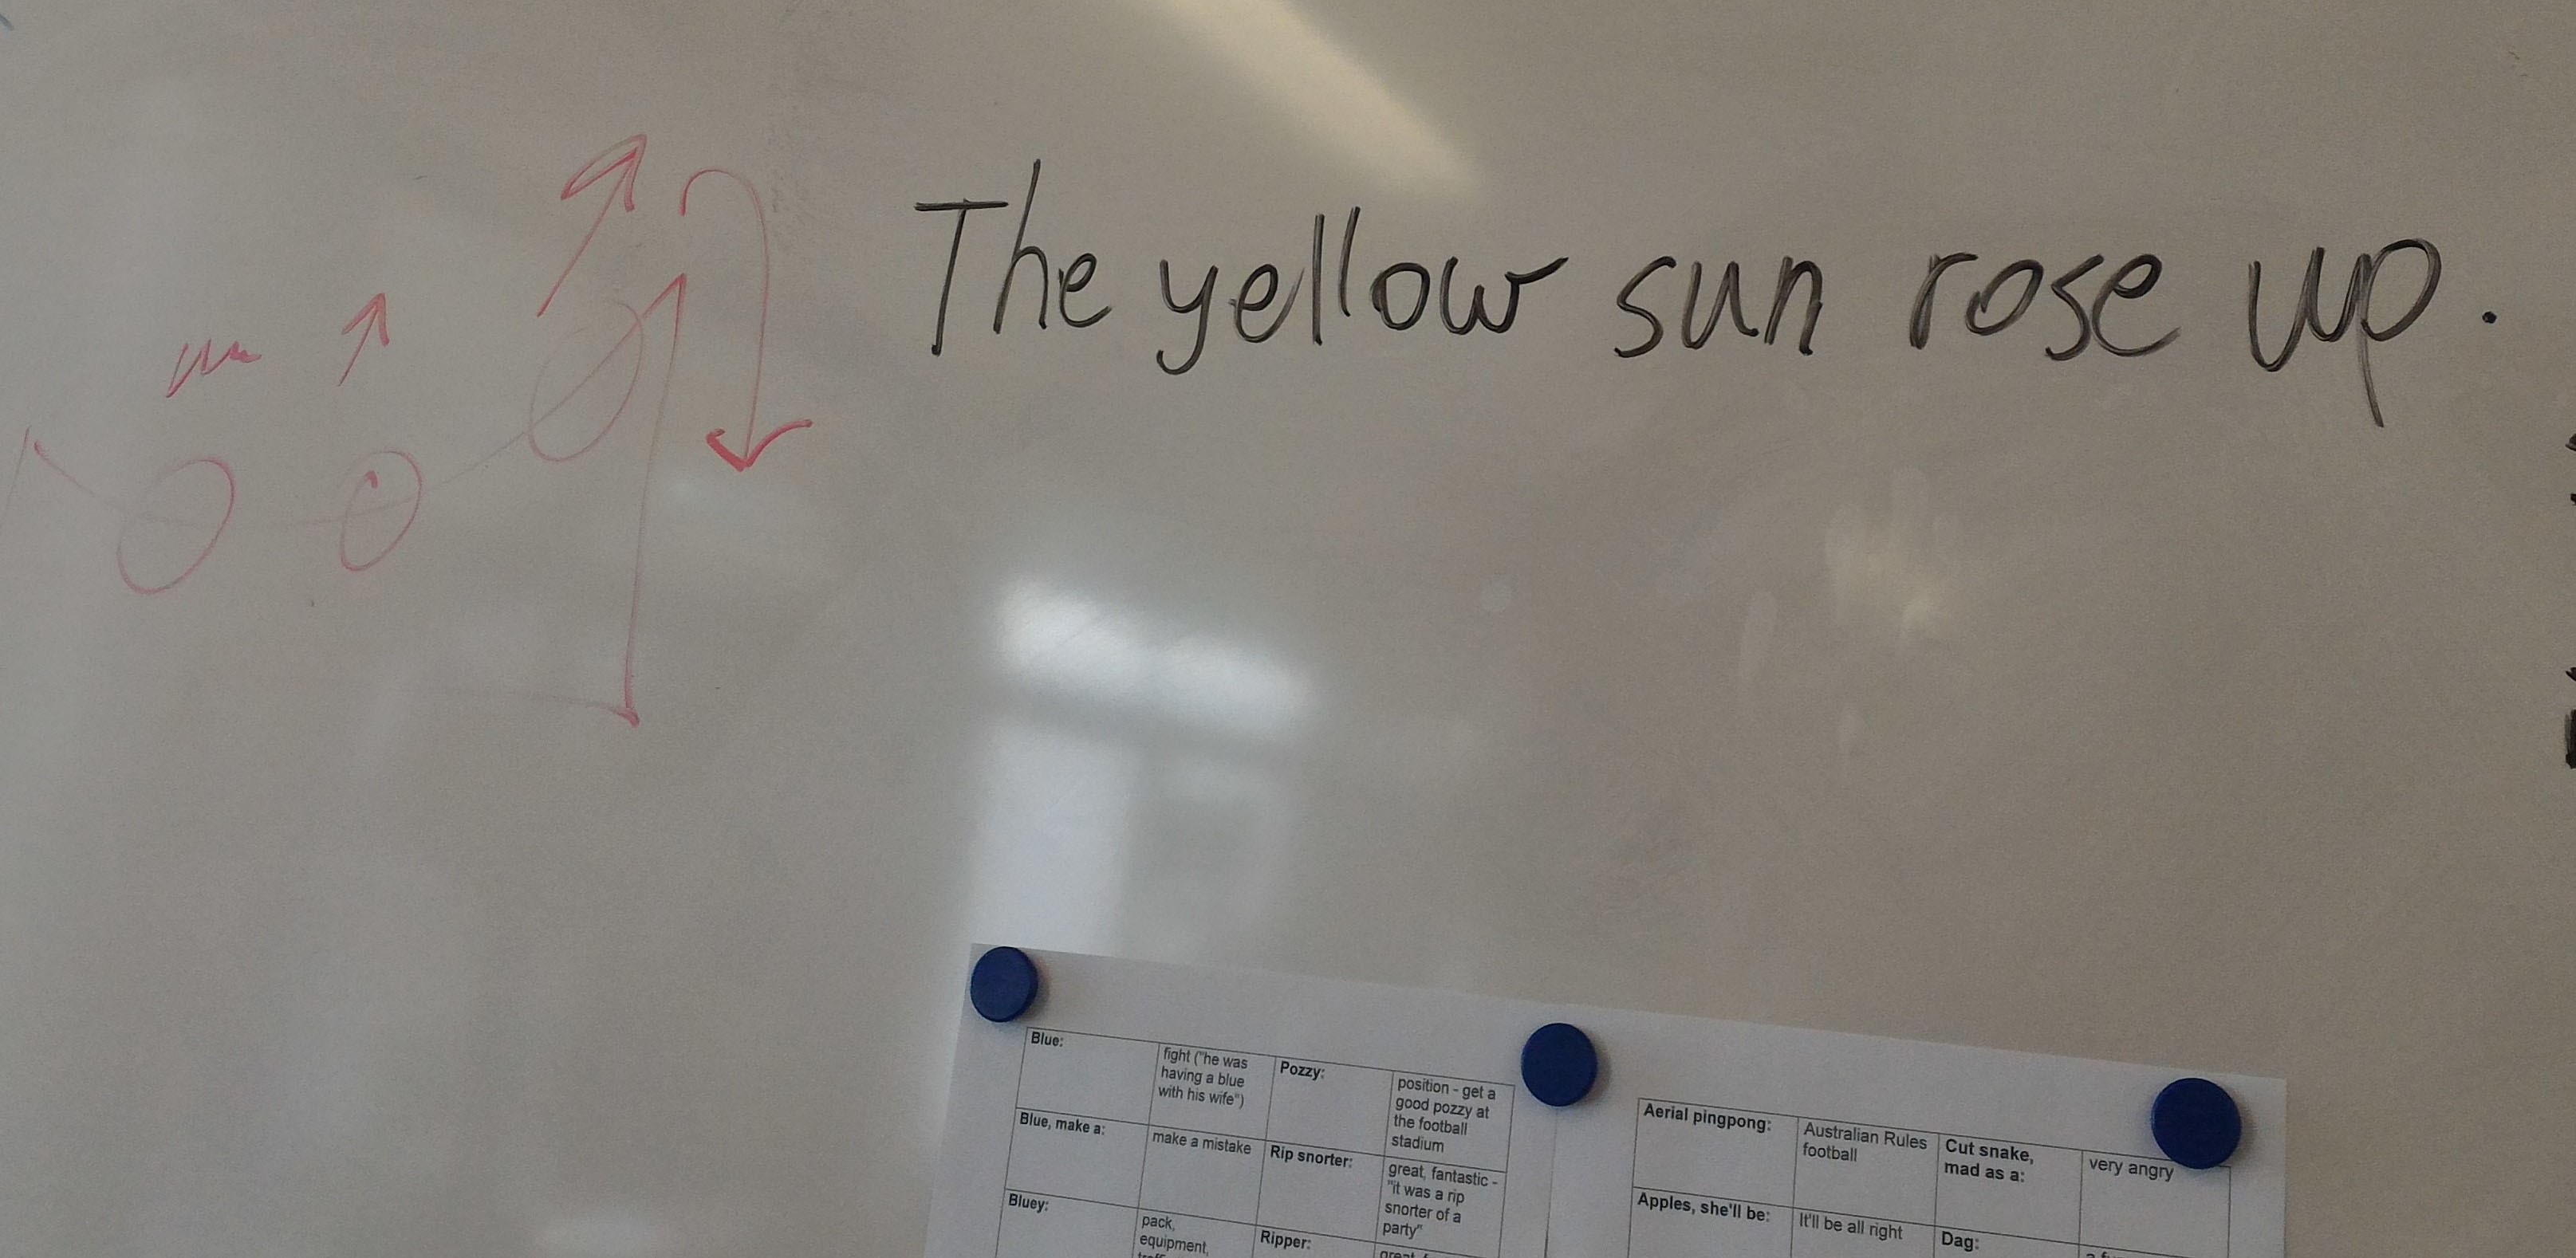 The yellow sun rose up.
Blue:
fight ("he was
having a blue
with his wife")
Pozzy:
position - get a
good pozzy at
the football
stadium
Blue, make a:
make a mistake
Rip snorter:
great, fantastic -
"it was a rip
snorter of a
party"
Bluey:
pack,
equipment,
Ripper:
Aerial pingpong:
Australian Rules
football
Cut snake,
mad as a:
very angry
Apples, she'll be:
It'll be all right
Dag: